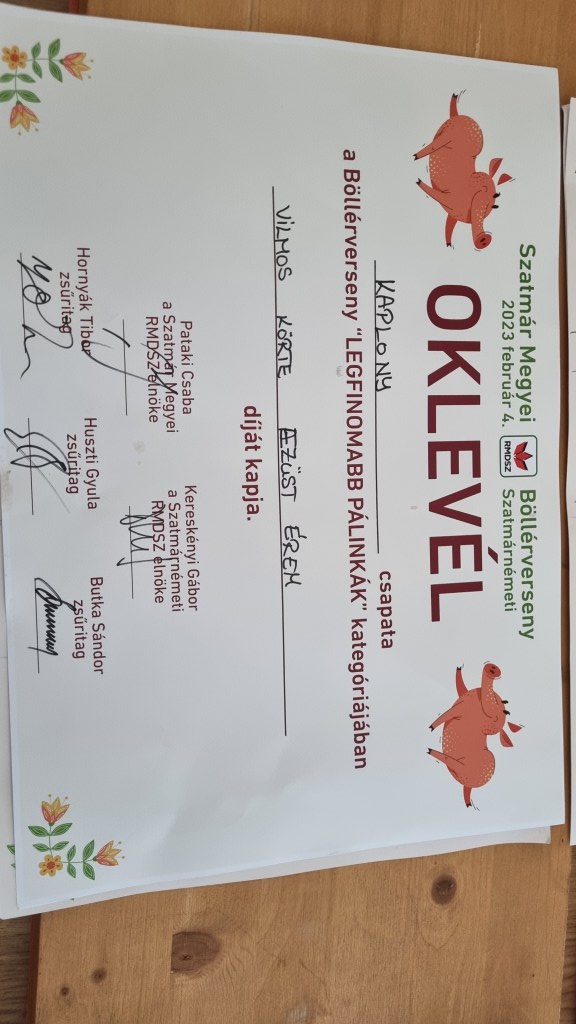 Szatmár Megyei Böllérverseny
2023 február 4. RMDSZ Szatmárnémeti
OKLEVÉL
KAPLONY csapata
a Böllérverseny "LEGFINOMABB PÁLINKÁK" kategóriájában
VILMOS KÖRTE EZÜST ÉREM
díját kapja.
Pataki Csaba
a Szatmár Megyei
RMDSZ elnöke
Kereskényi Gábor
a Szatmárnémeti
RMDSZ elnöke
Hornyák Tibor
zsűritag
Huszti Gyula
zsűritag
Butka Sándor
zsűritag